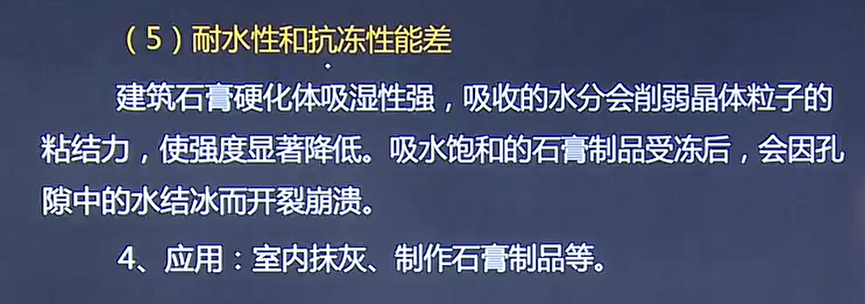 （5）耐水性和抗冻性能差
建筑石膏硬化体吸湿性强，吸收的水分会削弱晶体粒子的
粘结力，使强度显著降低。吸水饱和的石膏制品受冻后，会因孔
隙中的水结冰而开裂崩溃。
4、应用：室内抹灰、制作石膏制品等。